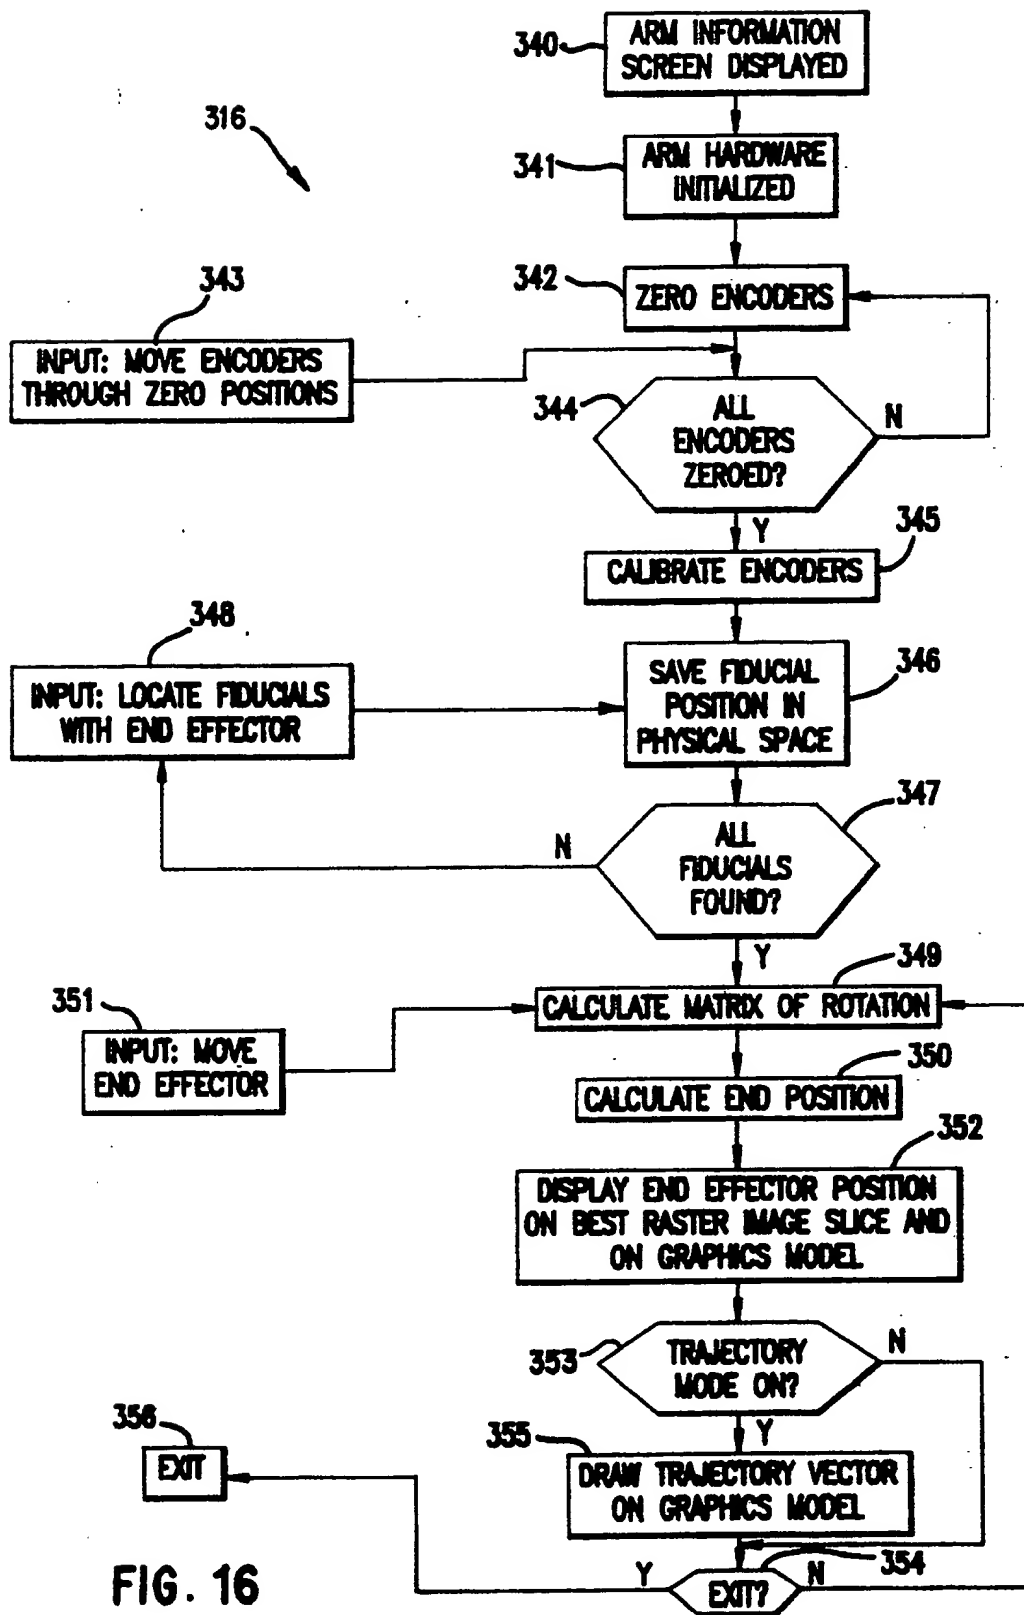 340
ARM INFORMATION
SCREEN DISPLAYED
316
341
ARM HARDWARE
INITIALIZED
342
ZERO ENCODERS
343
INPUT: MOVE ENCODERS
THROUGH ZERO POSITIONS
344
ALL
ENCODERS
ZEROED?
N
Y
345
CALIBRATE ENCODERS
348
INPUT: LOCATE FIDUCIALS
WITH END EFFECTOR
346
SAVE FIDUCIAL
POSITION IN
PHYSICAL SPACE
347
ALL
FIDUCIALS
FOUND?
N
Y
349
CALCULATE MATRIX OF ROTATION
351
INPUT: MOVE
END EFFECTOR
350
CALCULATE END POSITION
352
DISPLAY END EFFECTOR POSITION
ON BEST RASTER IMAGE SLICE AND
ON GRAPHICS MODEL
353
TRAJECTORY
MODE ON?
N
Y
356
EXIT
355
DRAW TRAJECTORY VECTOR
ON GRAPHICS MODEL
354
Y
EXIT?
N
FIG. 16